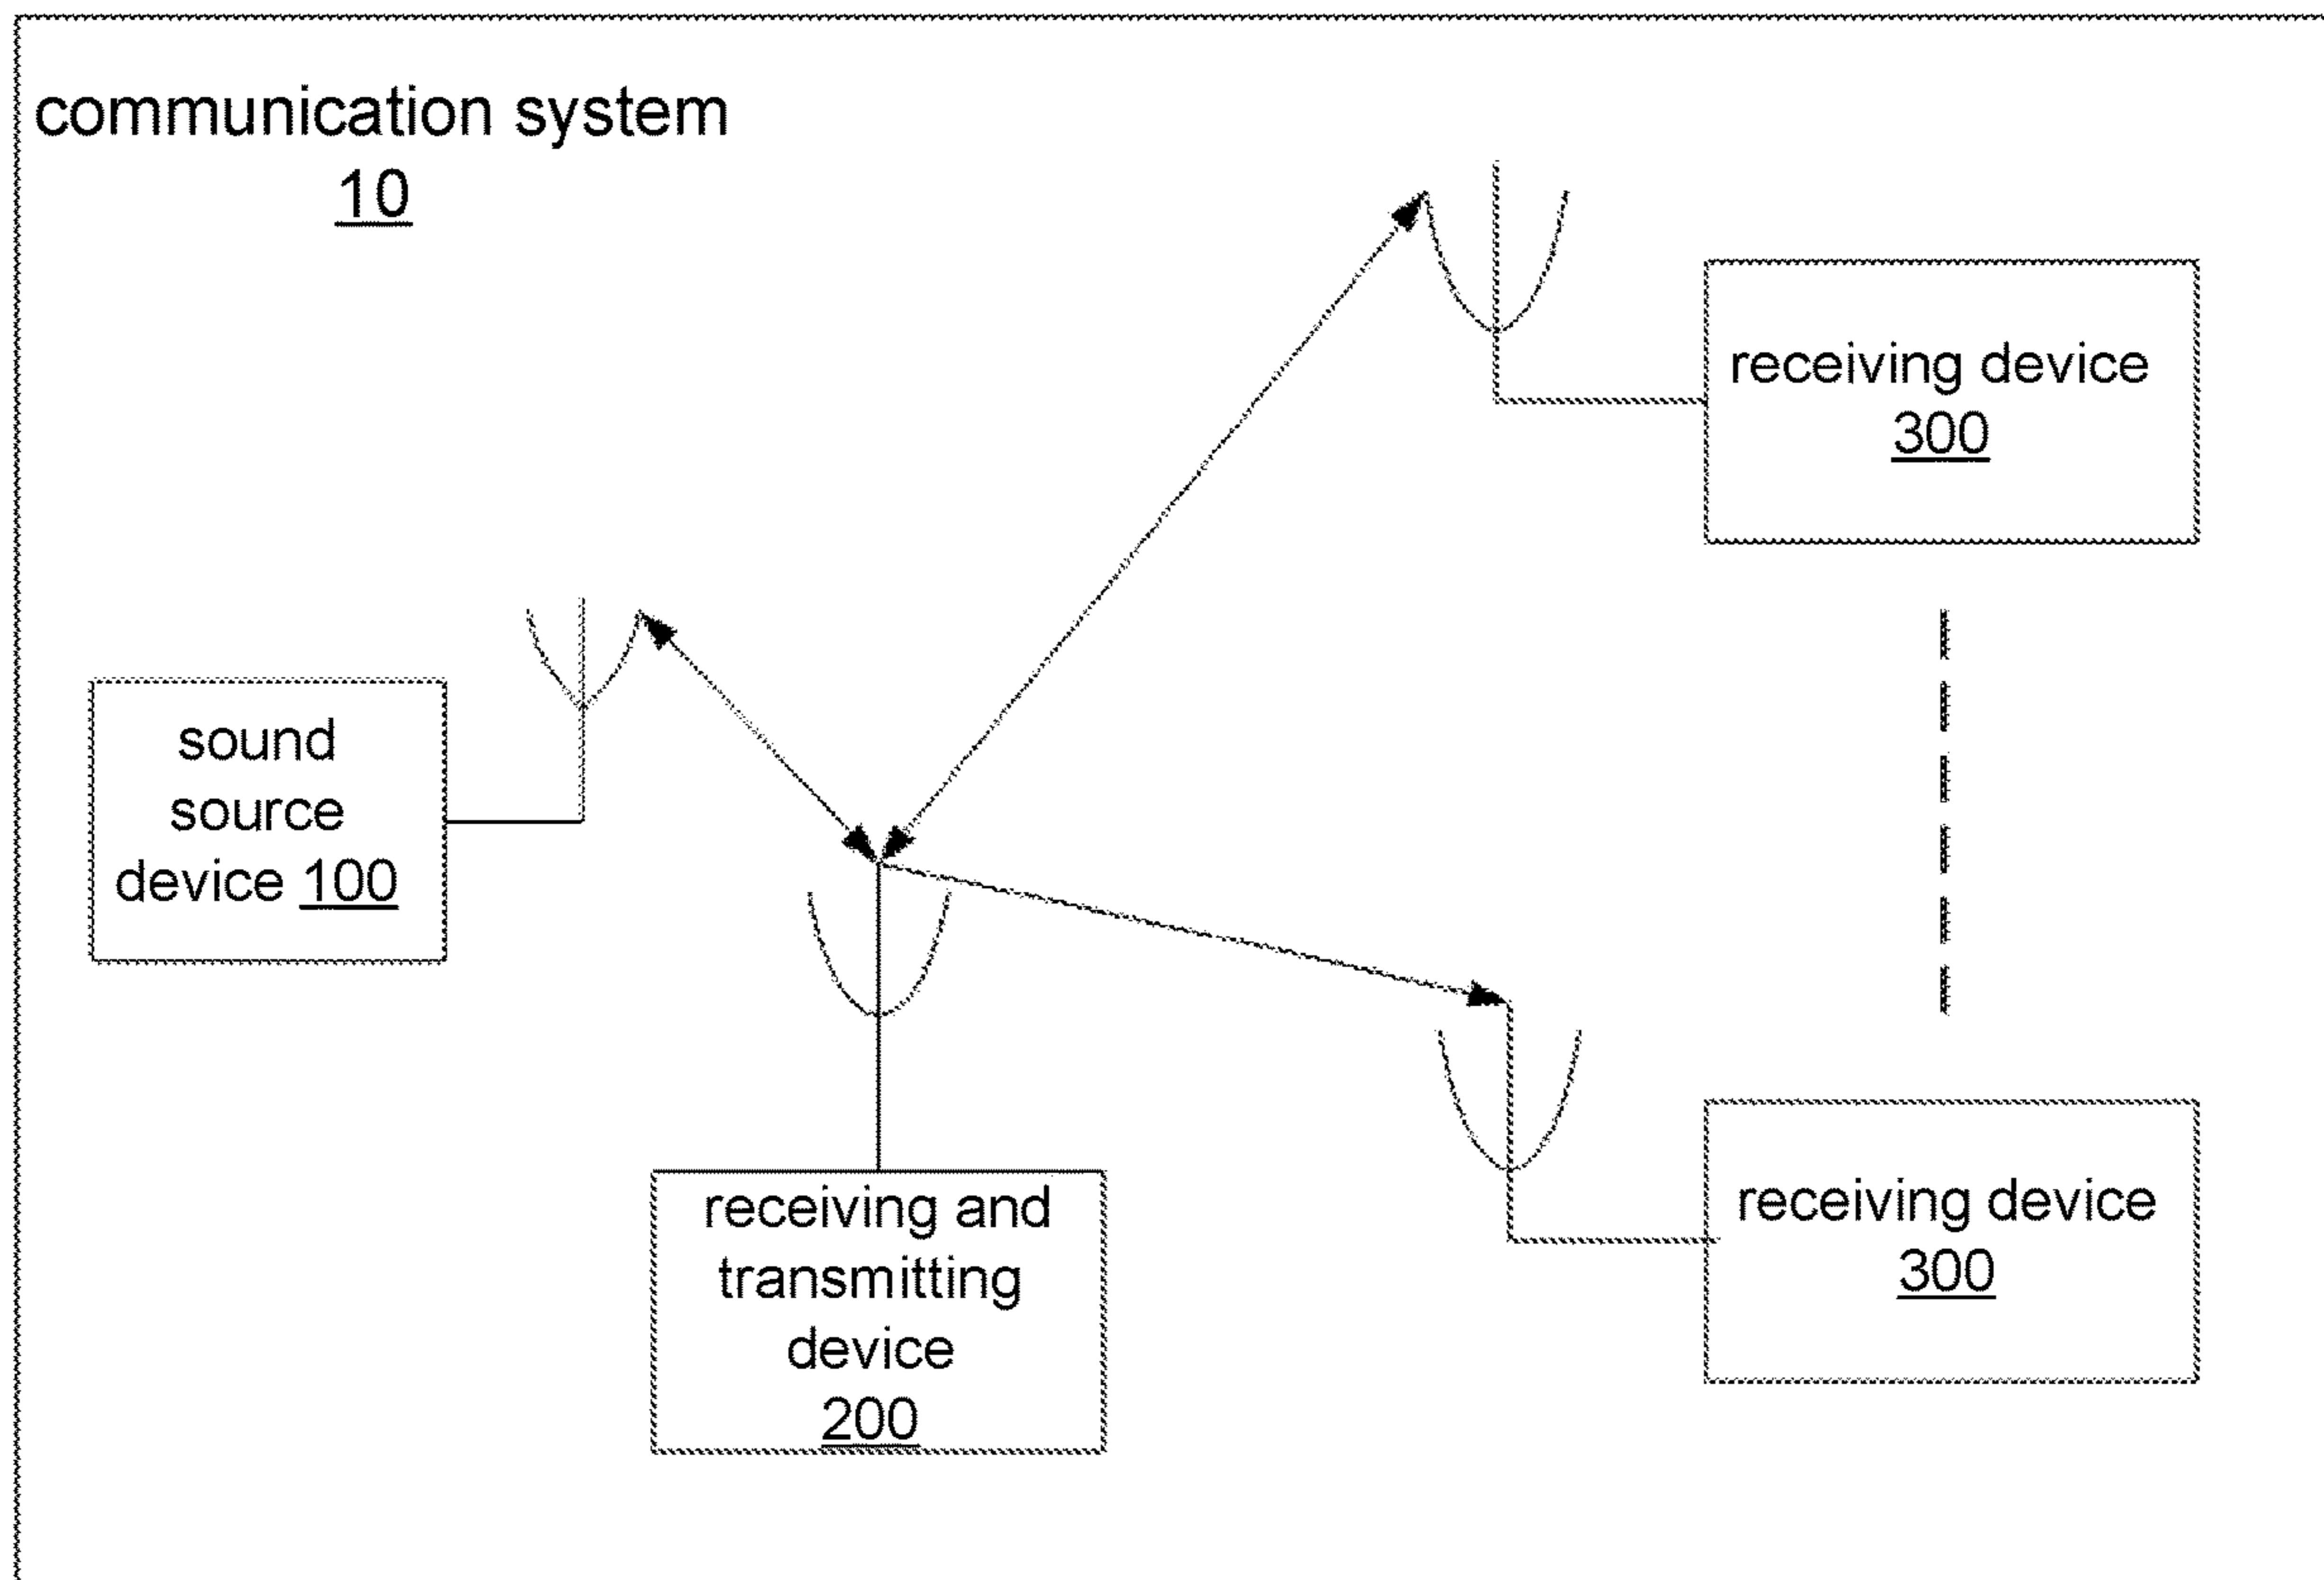 communication system
10
receiving device
300
sound
source
device 100
receiving and
transmitting
device
200
receiving device
300